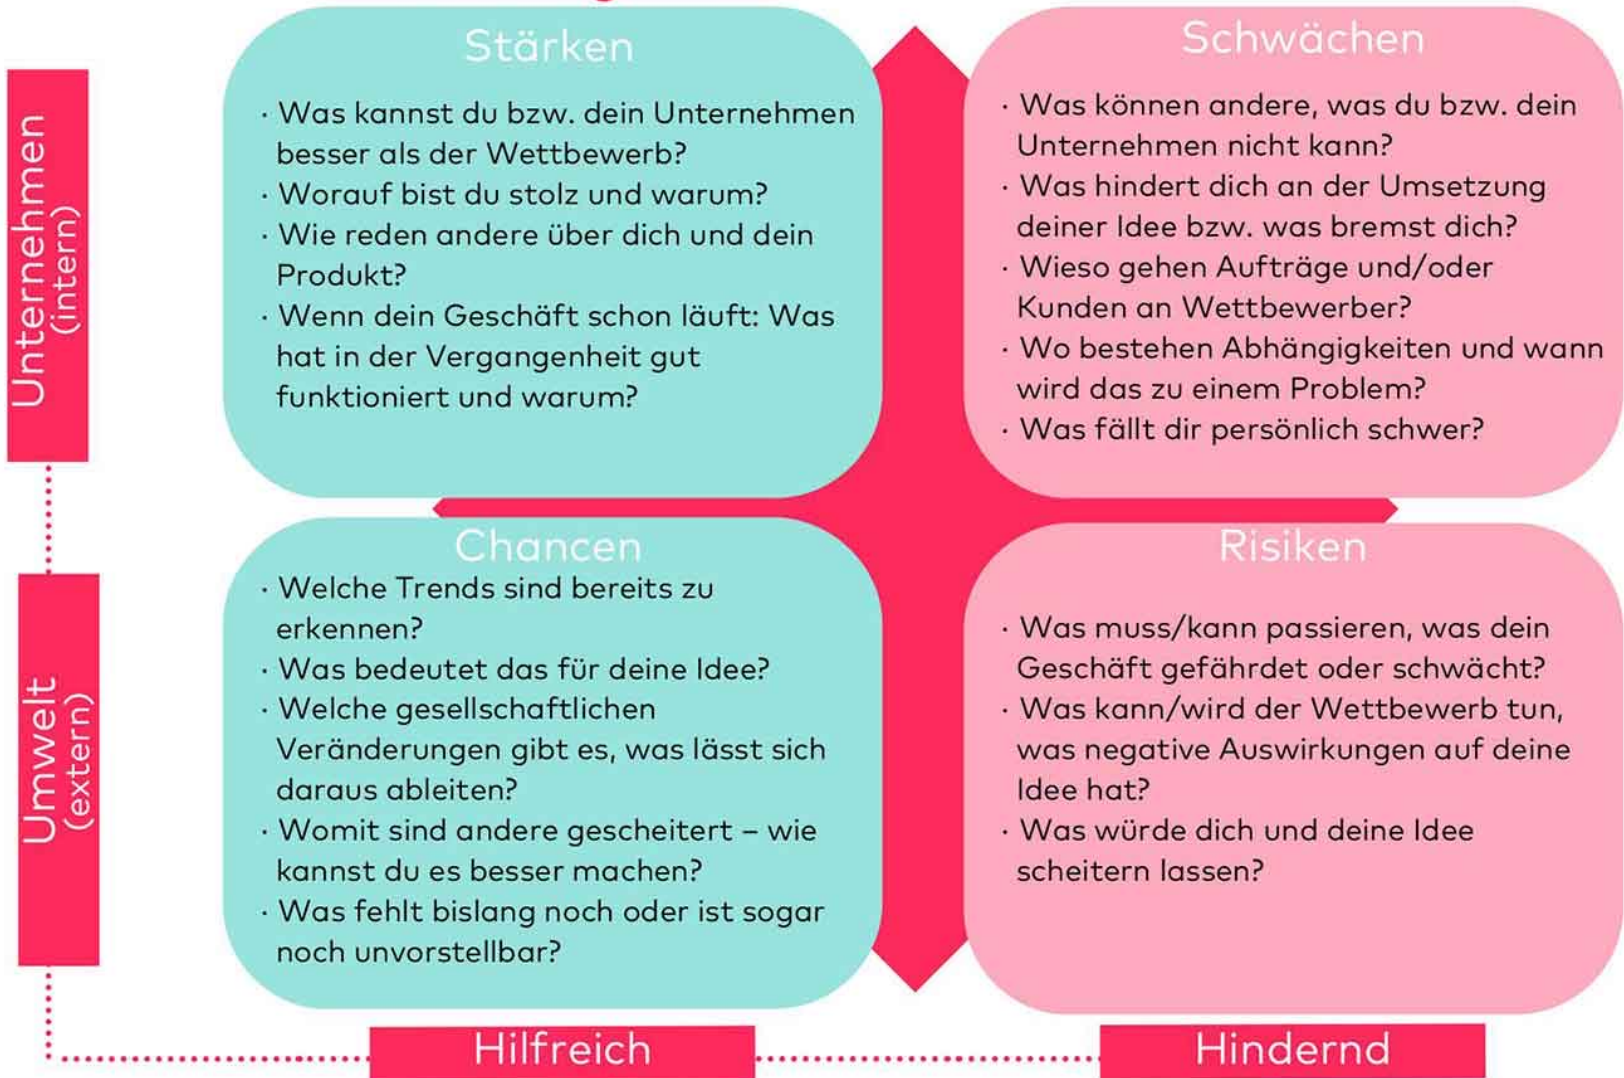 Unternehmen
(intern)
Stärken
· Was kannst du bzw. dein Unternehmen
besser als der Wettbewerb?
· Worauf bist du stolz und warum?
· Wie reden andere über dich und dein
Produkt?
· Wenn dein Geschäft schon läuft: Was
hat in der Vergangenheit gut
funktioniert und warum?
Schwächen
· Was können andere, was du bzw. dein
Unternehmen nicht kann?
· Was hindert dich an der Umsetzung
deiner Idee bzw. was bremst dich?
· Wieso gehen Aufträge und/oder
Kunden an Wettbewerber?
· Wo bestehen Abhängigkeiten und wann
wird das zu einem Problem?
· Was fällt dir persönlich schwer?
Umwelt
(extern)
Chancen
· Welche Trends sind bereits zu
erkennen?
· Was bedeutet das für deine Idee?
· Welche gesellschaftlichen
Veränderungen gibt es, was lässt sich
daraus ableiten?
· Womit sind andere gescheitert – wie
kannst du es besser machen?
· Was fehlt bislang noch oder ist sogar
noch unvorstellbar?
Risiken
· Was muss/kann passieren, was dein
Geschäft gefährdet oder schwächt?
· Was kann/wird der Wettbewerb tun,
was negative Auswirkungen auf deine
Idee hat?
· Was würde dich und deine Idee
scheitern lassen?
Hilfreich
Hindernd